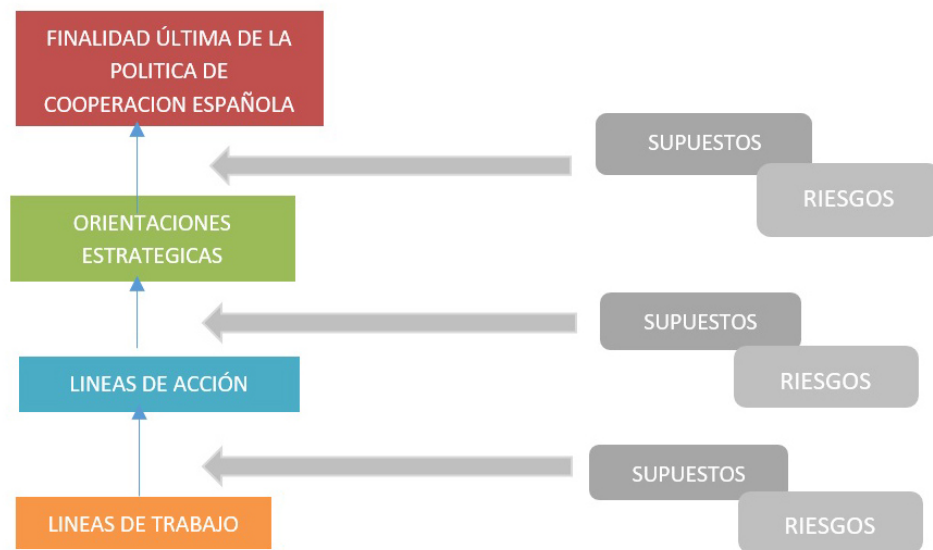 FINALIDAD ÚLTIMA DE LA
POLITICA DE
COOPERACION ESPAÑOLA
SUPUESTOS
RIESGOS
ORIENTACIONES
ESTRATEGICAS
SUPUESTOS
RIESGOS
LINEAS DE ACCIÓN
SUPUESTOS
RIESGOS
LINEAS DE TRABAJO